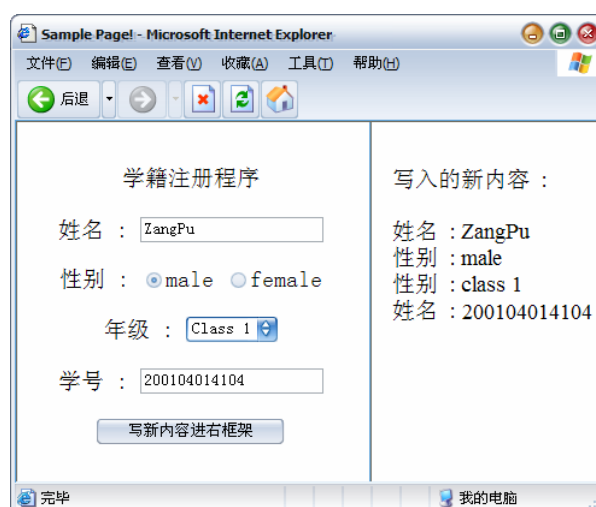 Sample Page! - Microsoft Internet Explorer
文件(F) 编辑(E) 查看(V) 收藏(A) 工具(T) 帮助(H)
后退
学籍注册程序
姓名 : ZangPu
性别 : male female
年级 : Class 1
学号 : 200104014104
写新内容进右框架
写入的新内容 :
姓名 : ZangPu
性别 : male
性别 : class 1
姓名 : 200104014104
完毕
我的电脑